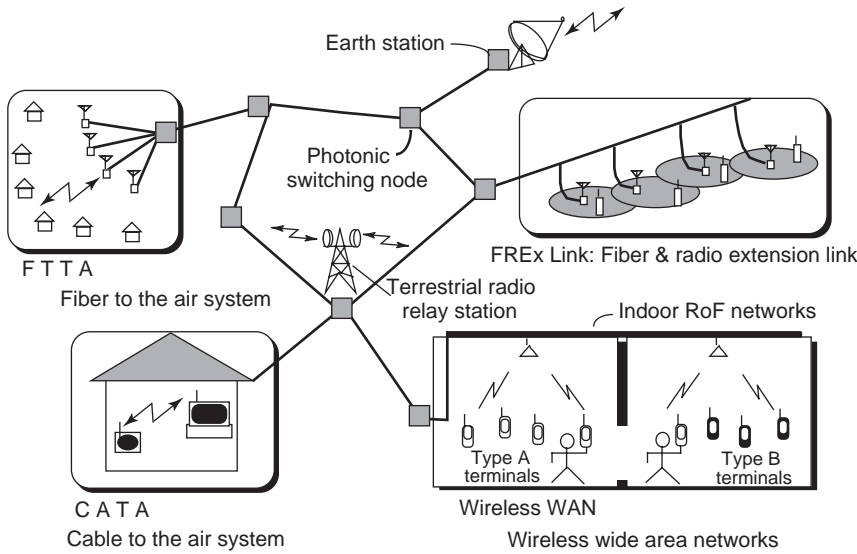 Earth station
Photonic
switching node
FREx Link: Fiber & radio extension link
F T T A
Fiber to the air system
Terrestrial radio
relay station
Indoor RoF networks
Type A
terminals
Type B
terminals
C A T A
Cable to the air system
Wireless WAN
Wireless wide area networks